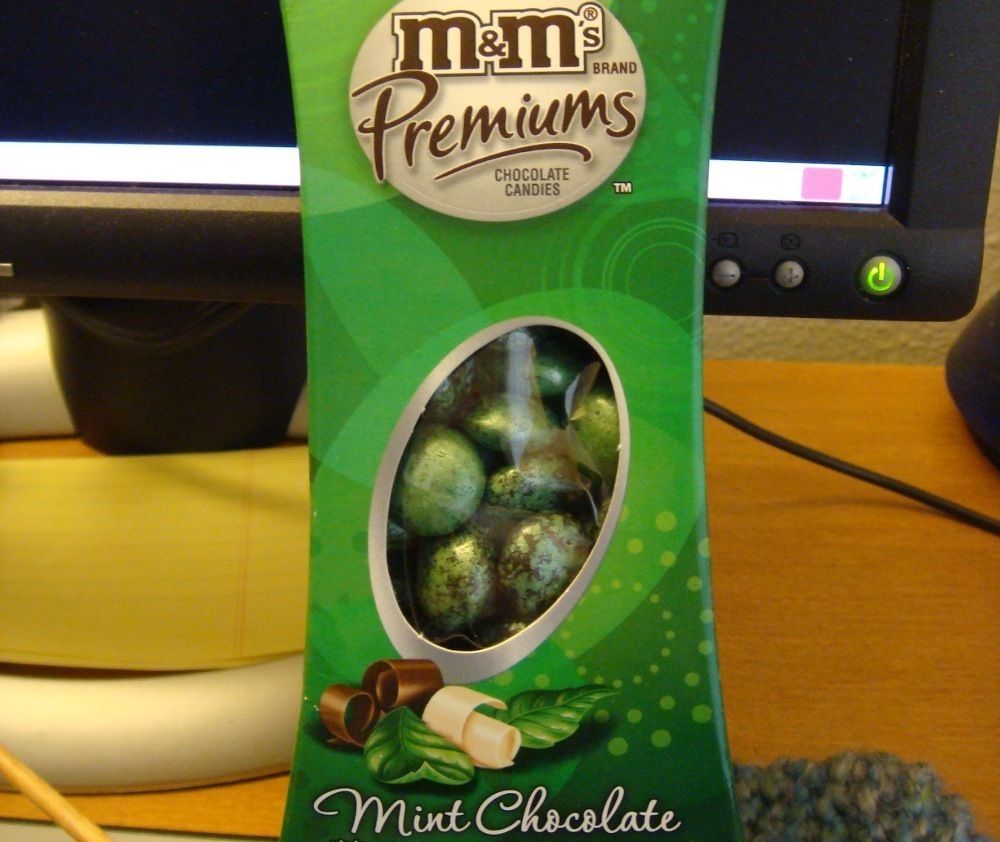 m&m's®
BRAND
Premiums
CHOCOLATE
CANDIES
™
Mint Chocolate